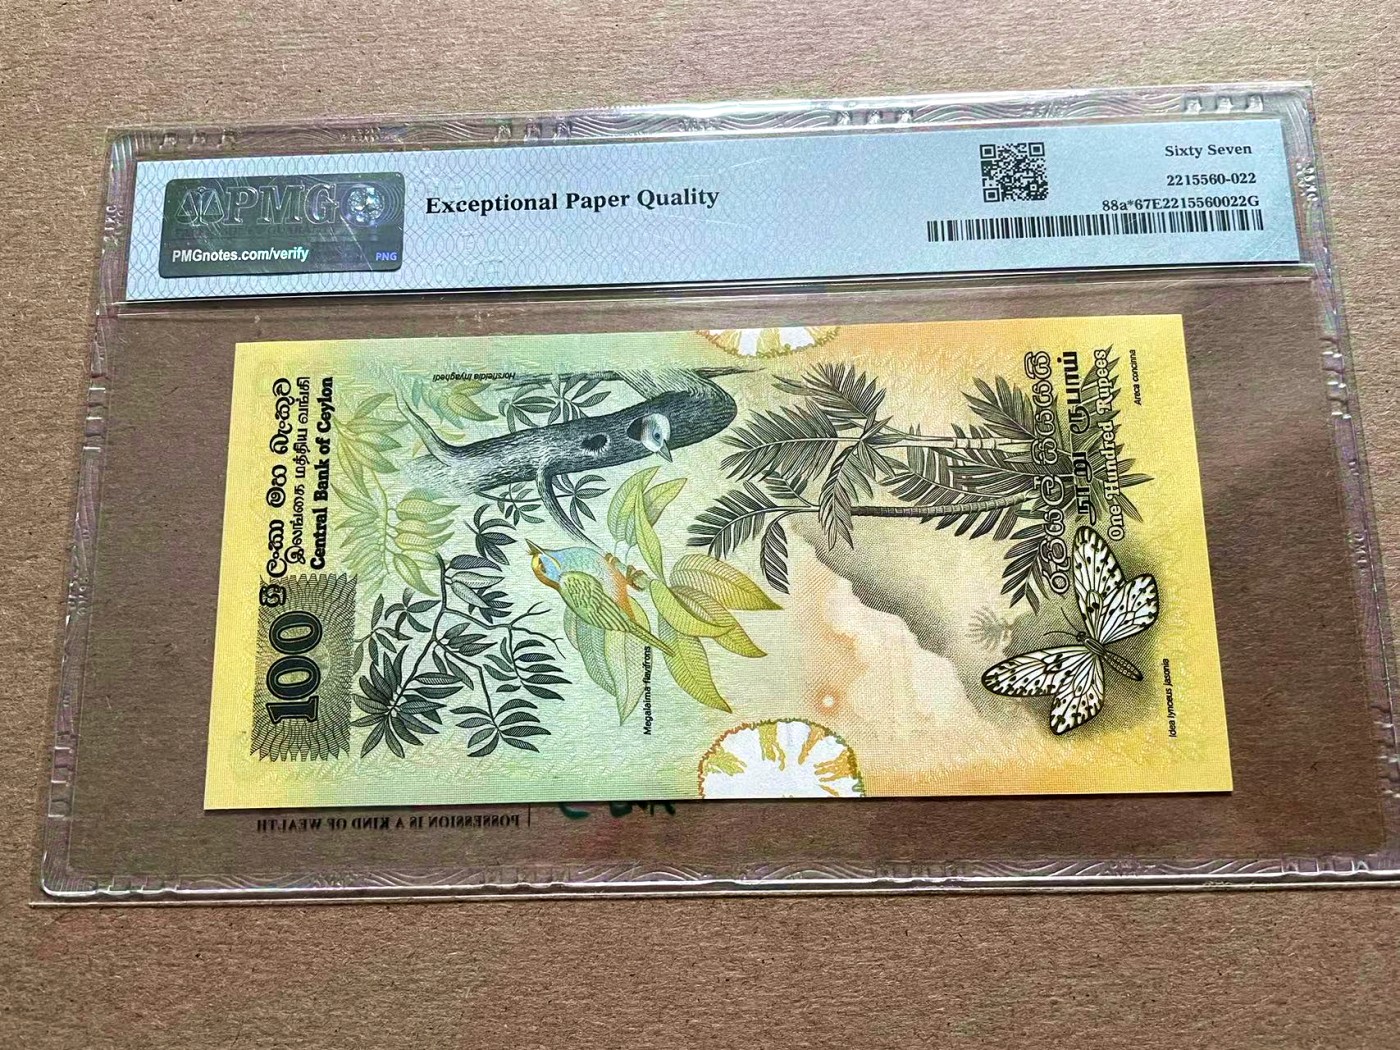 PMG
PMGnotes.com/verify
PNG
Exceptional Paper Quality
Sixty Seven
2215560-022
88a*67E2215560022G
ශ්‍රී ලංකා මහ බැංකුව
இலங்கை மத்திய வங்கி
Central Bank of Ceylon
100
Horsfieldia Iriyaghedi
Megalaima flavifrons
රුපියල් සියයයි
நூறு ரூபாய்
One Hundred Rupees
Areca concinna
Idea lynceus jasonia
POSSESSION IS A KIND OF WEALTH